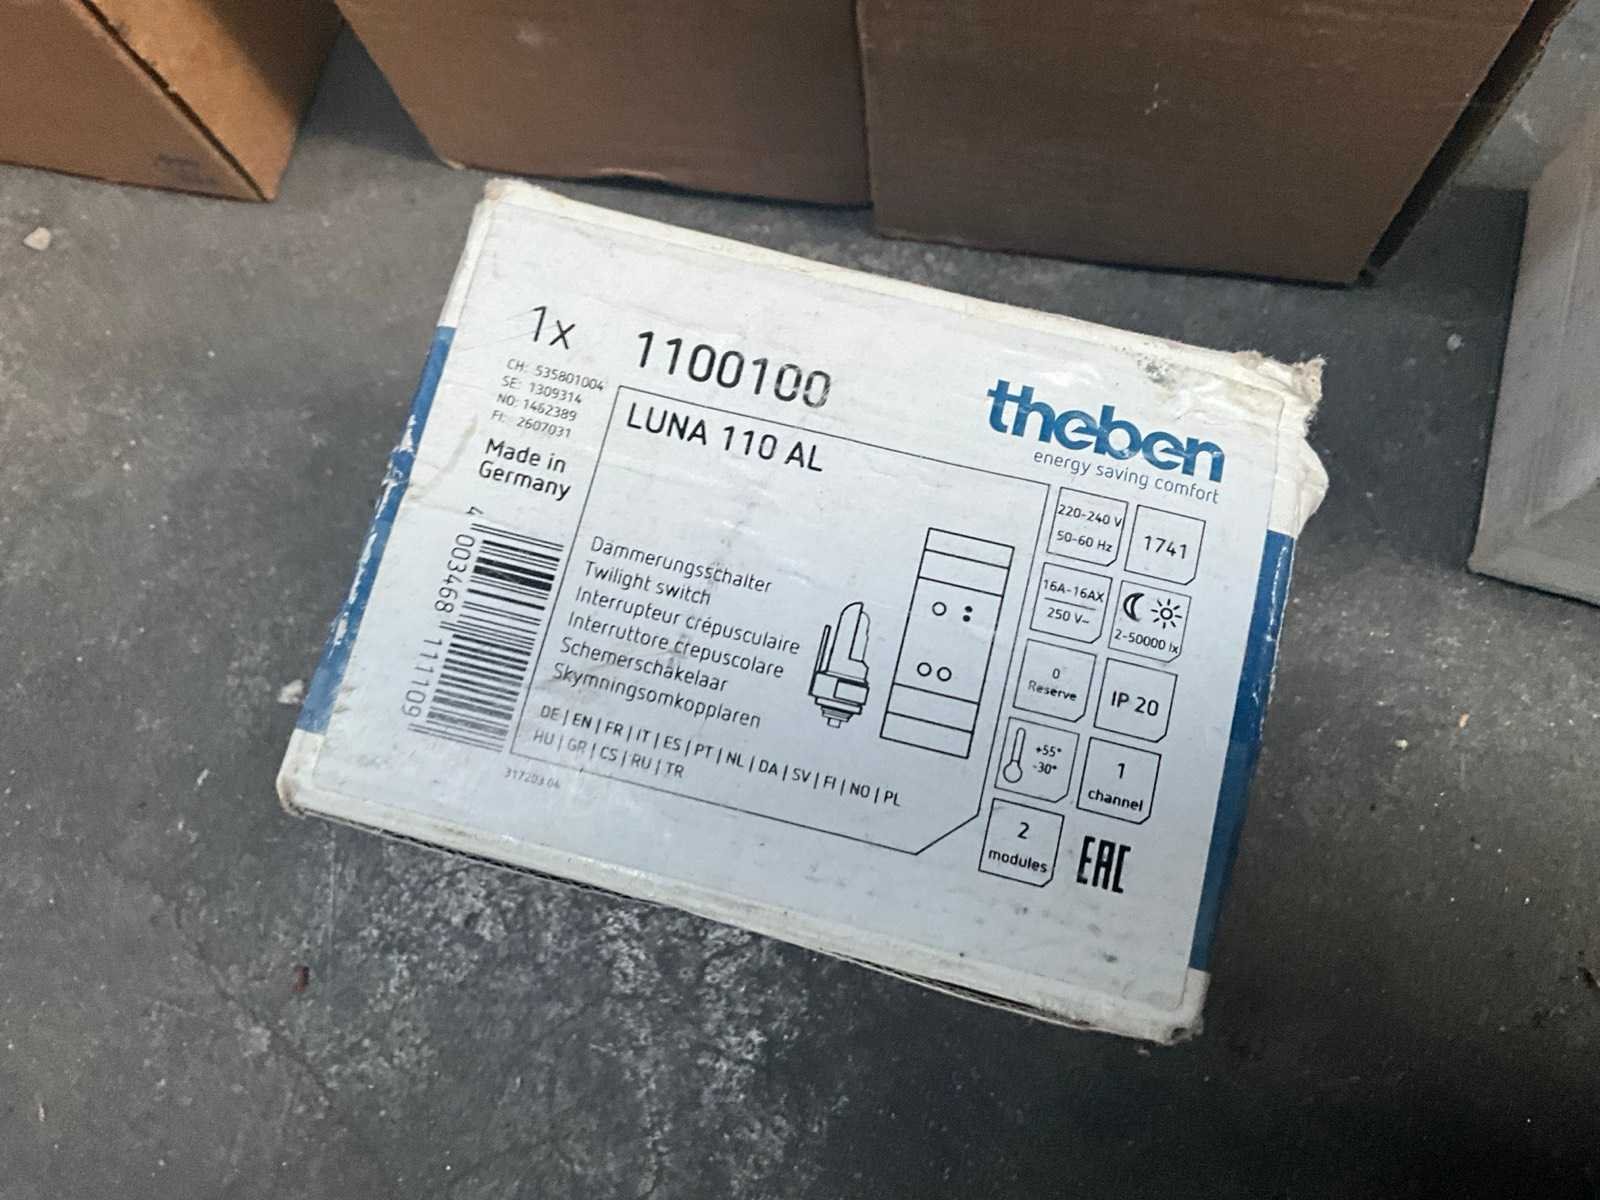 1x
1100100
CH: 535801004
SE: 1309314
NO: 1462389
FI: 2607031
Made in
Germany
4 003468 111109
LUNA 110 AL
Dämmerungsschalter
Twilight switch
Interrupteur crépusculaire
Interruttore crepuscolare
Schemerschakelaar
Skymningsomkopplaren
DE | EN | FR | IT | ES | PT | NL | DA | SV | FI | NO | PL
HU | GR | CS | RU | TR
317203 04
theben
energy saving comfort
220-240 V
50-60 Hz
1741
16A-16AX
250 V~
2-50000 lx
0
Reserve
IP 20
+55°
-30°
1
channel
2
modules
EAC